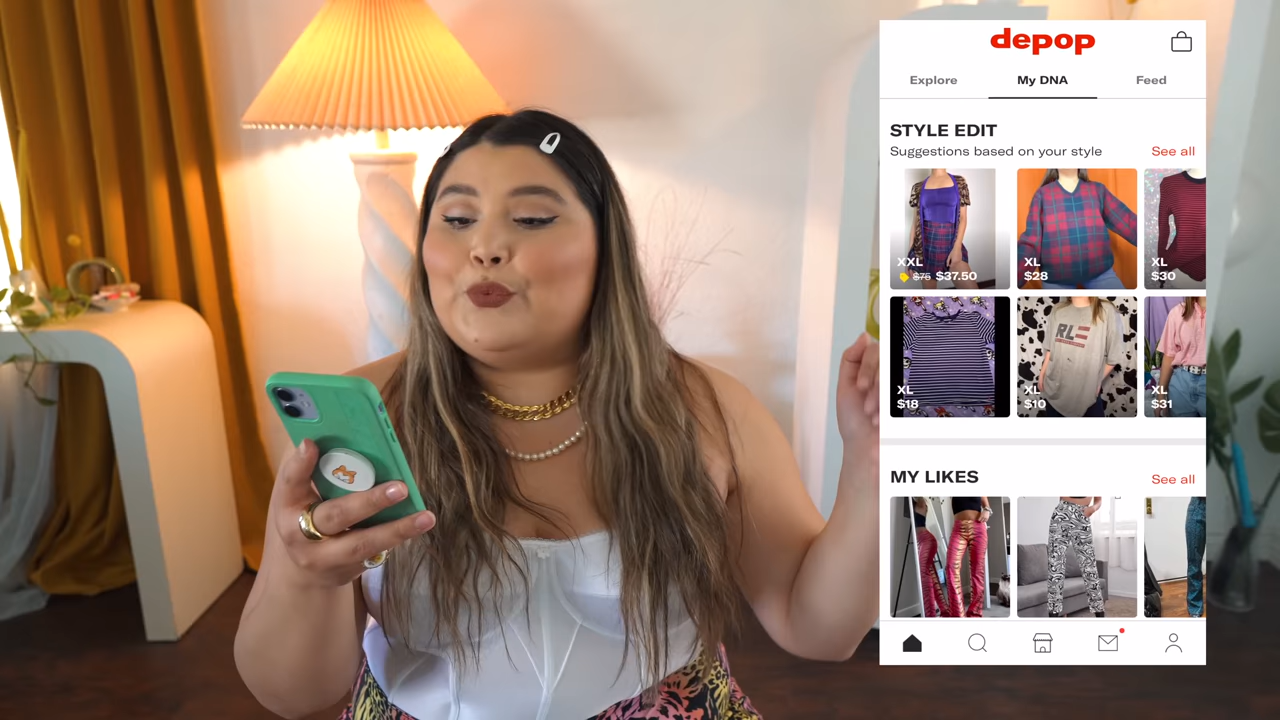 depop
Explore My DNA Feed
STYLE EDIT
Suggestions based on your style See all
XXL XL XL
$75 $37.50 $28 $30
RL
XL XL XL
$18 $10 $31
MY LIKES See all